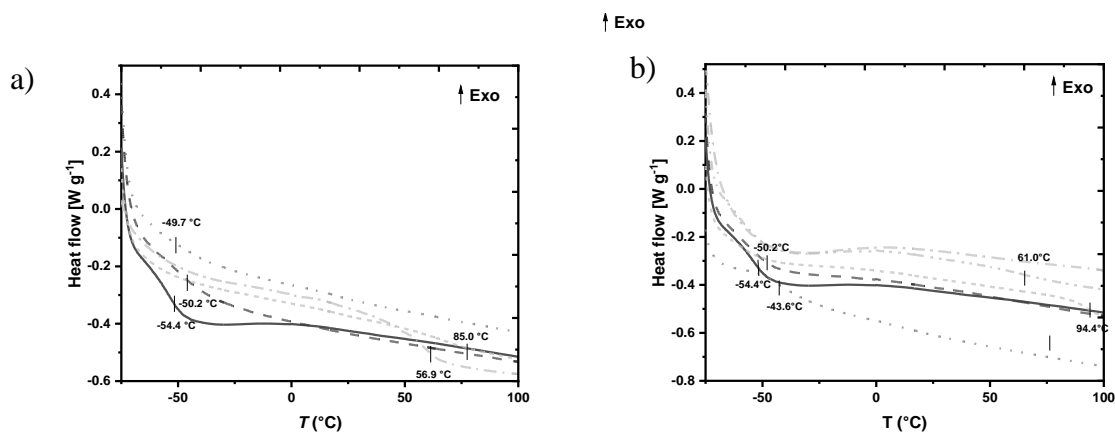 ↑ Exo
a)
↑ Exo
Heat flow [W g⁻¹]
0.4
0.2
0.0
-0.2
-0.4
-0.6
-49.7 °C
-50.2 °C
-54.4 °C
85.0 °C
56.9 °C
-50
0
50
100
T (°C)
b)
↑ Exo
Heat flow [W g⁻¹]
0.4
0.2
0.0
-0.2
-0.4
-0.6
-0.8
-50.2°C
-54.4°C
-43.6°C
61.0°C
94.4°C
-50
0
50
100
T (°C)